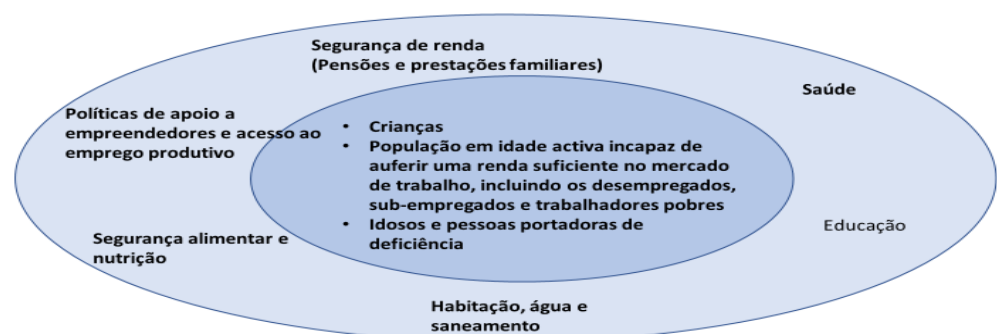 Segurança de renda
(Pensões e prestações familiares)
Saúde
Políticas de apoio a
empreendedores e acesso ao
emprego produtivo
• Crianças
• População em idade activa incapaz de
auferir uma renda suficiente no mercado
de trabalho, incluindo os desempregados,
sub-empregados e trabalhadores pobres
• Idosos e pessoas portadoras de
deficiência
Educação
Segurança alimentar e
nutrição
Habitação, água e
saneamento